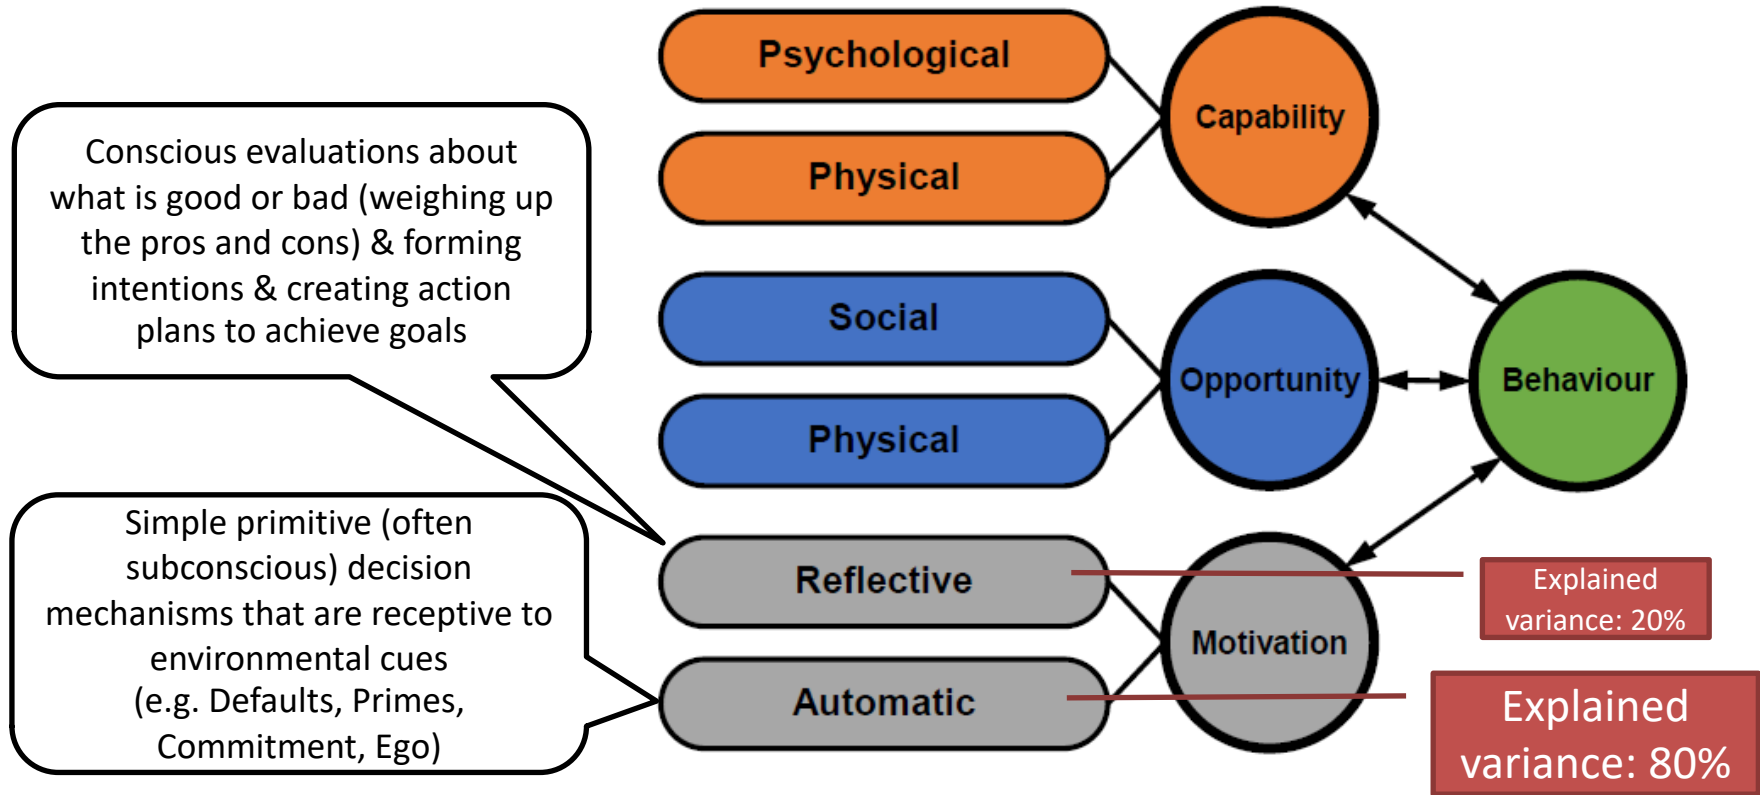 Psychological
Capability
Physical
Conscious evaluations about
what is good or bad (weighing up
the pros and cons) & forming
intentions & creating action
plans to achieve goals
Social
Opportunity
Behaviour
Physical
Simple primitive (often
subconscious) decision
mechanisms that are receptive to
environmental cues
(e.g. Defaults, Primes,
Commitment, Ego)
Reflective
Explained
variance: 20%
Motivation
Automatic
Explained
variance: 80%